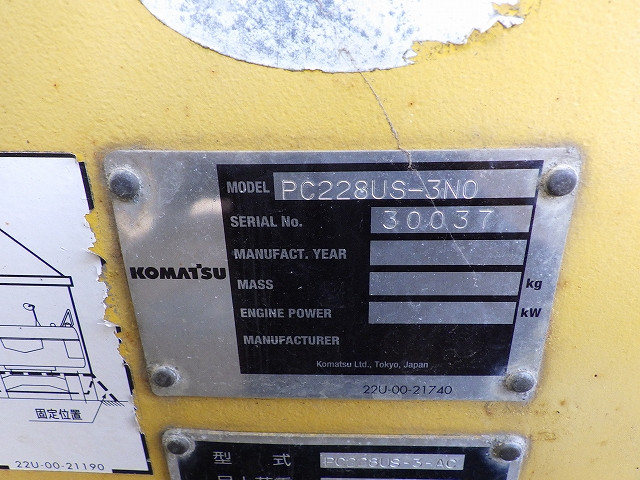 MODEL PC228US-3N0
SERIAL No. 30037
MANUFACT. YEAR
KOMATSU
MASS kg
ENGINE POWER kW
MANUFACTURER
Komatsu Ltd., Tokyo, Japan
22U-00-21740
固定位置
22U-00-21190
型 式 PC228US-3-AC